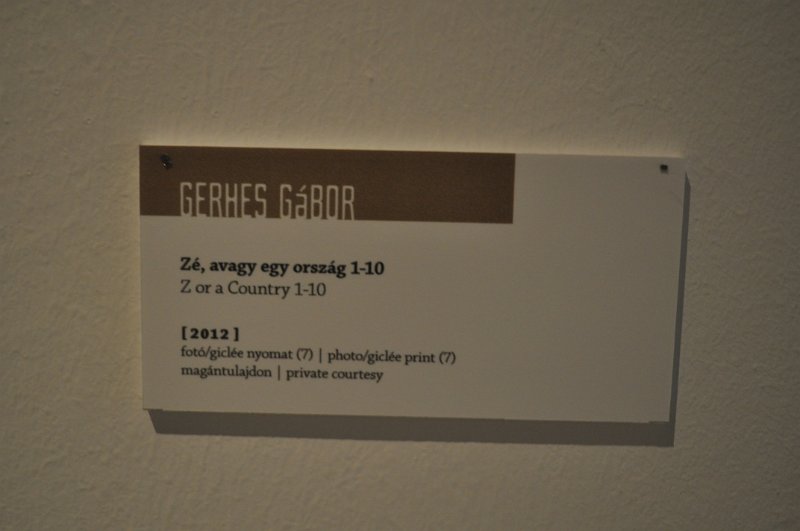 GERHES GáBOR
Zé, avagy egy ország 1-10
Z or a Country 1-10
[ 2012 ]
fotó/giclée nyomat (7) | photo/giclée print (7)
magántulajdon | private courtesy